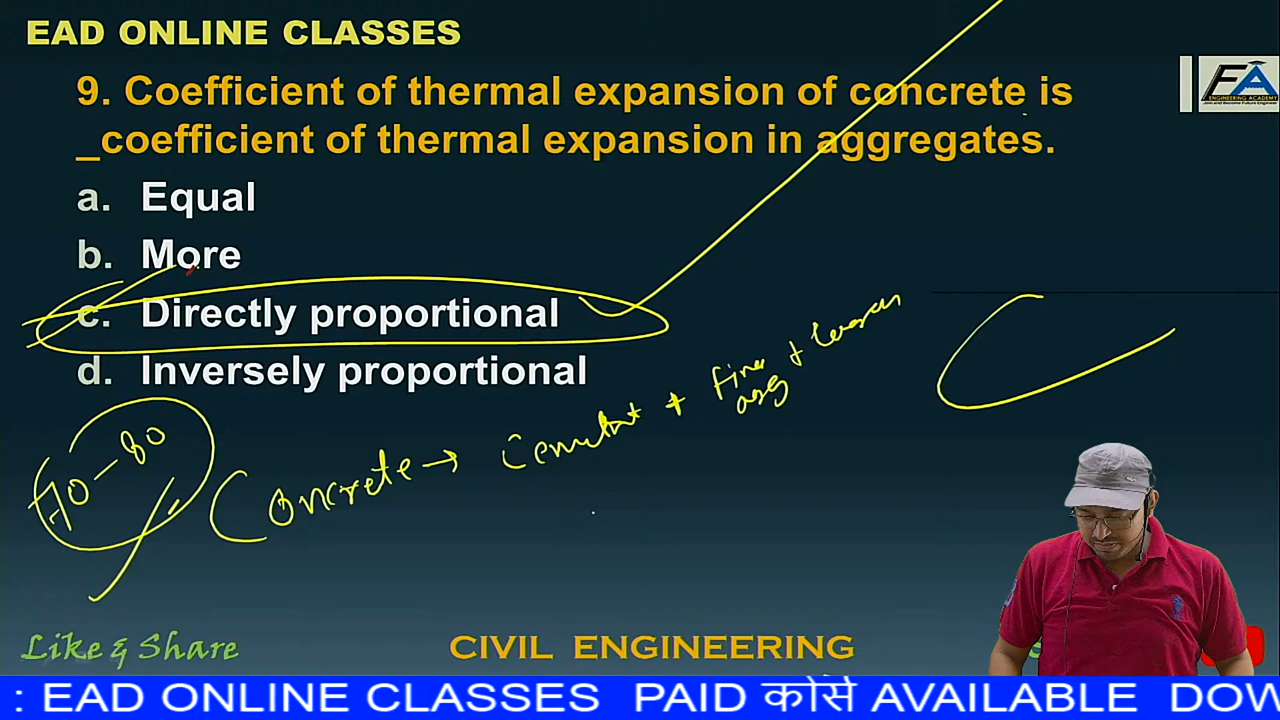 EAD ONLINE CLASSES
9. Coefficient of thermal expansion of concrete is
_coefficient of thermal expansion in aggregates.
ENGINEERING ACADEMY
a. Equal
b. More
c. Directly proportional
d. Inversely proportional
70-80
Concrete → + Fine +
agg
Like & Share
CIVIL ENGINEERING
: EAD ONLINE CLASSES PAID कोर्स AVAILABLE DOW